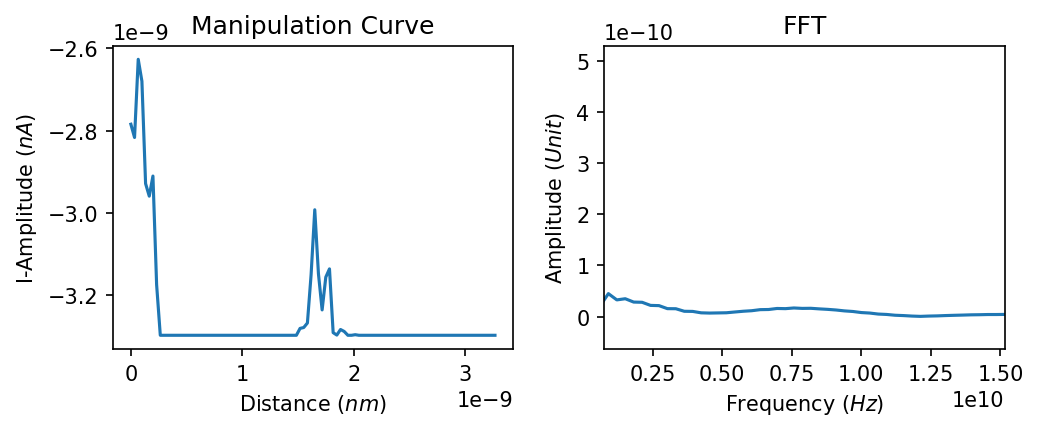 Manipulation Curve
1e−9
−2.6
−2.8
−3.0
−3.2
I-Amplitude (nA)
0 1 2 3
1e−9
Distance (nm)
FFT
1e−10
5
4
3
2
1
0
Amplitude (Unit)
0.25 0.50 0.75 1.00 1.25 1.50
1e10
Frequency (Hz)